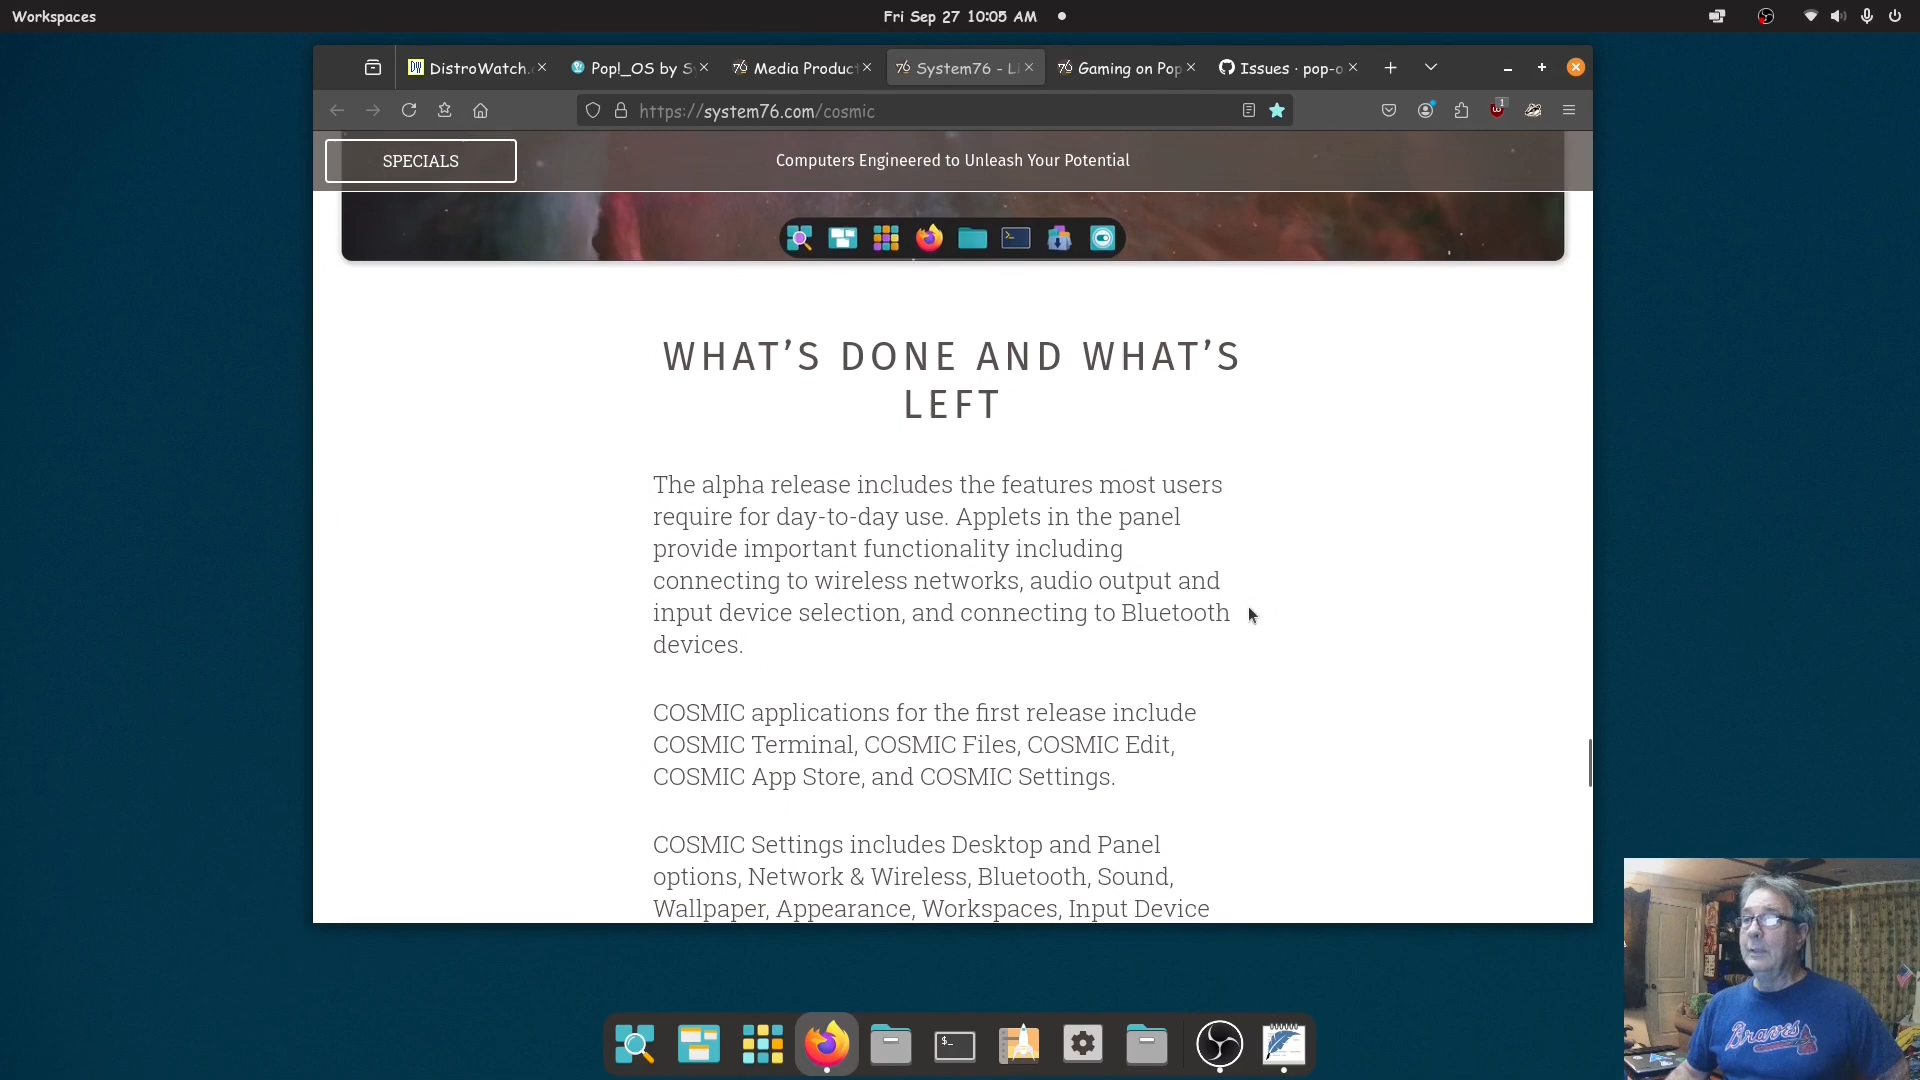 Workspaces
Fri Sep 27 10:05 AM
DistroWatch.
Pop!_OS by S
Media Produc
System76 - Li
Gaming on Pop
Issues · pop-o
https://system76.com/cosmic
1
SPECIALS
Computers Engineered to Unleash Your Potential
WHAT’S DONE AND WHAT’S
LEFT
The alpha release includes the features most users
require for day-to-day use. Applets in the panel
provide important functionality including
connecting to wireless networks, audio output and
input device selection, and connecting to Bluetooth
devices.
COSMIC applications for the first release include
COSMIC Terminal, COSMIC Files, COSMIC Edit,
COSMIC App Store, and COSMIC Settings.
COSMIC Settings includes Desktop and Panel
options, Network & Wireless, Bluetooth, Sound,
Wallpaper, Appearance, Workspaces, Input Device
Braves